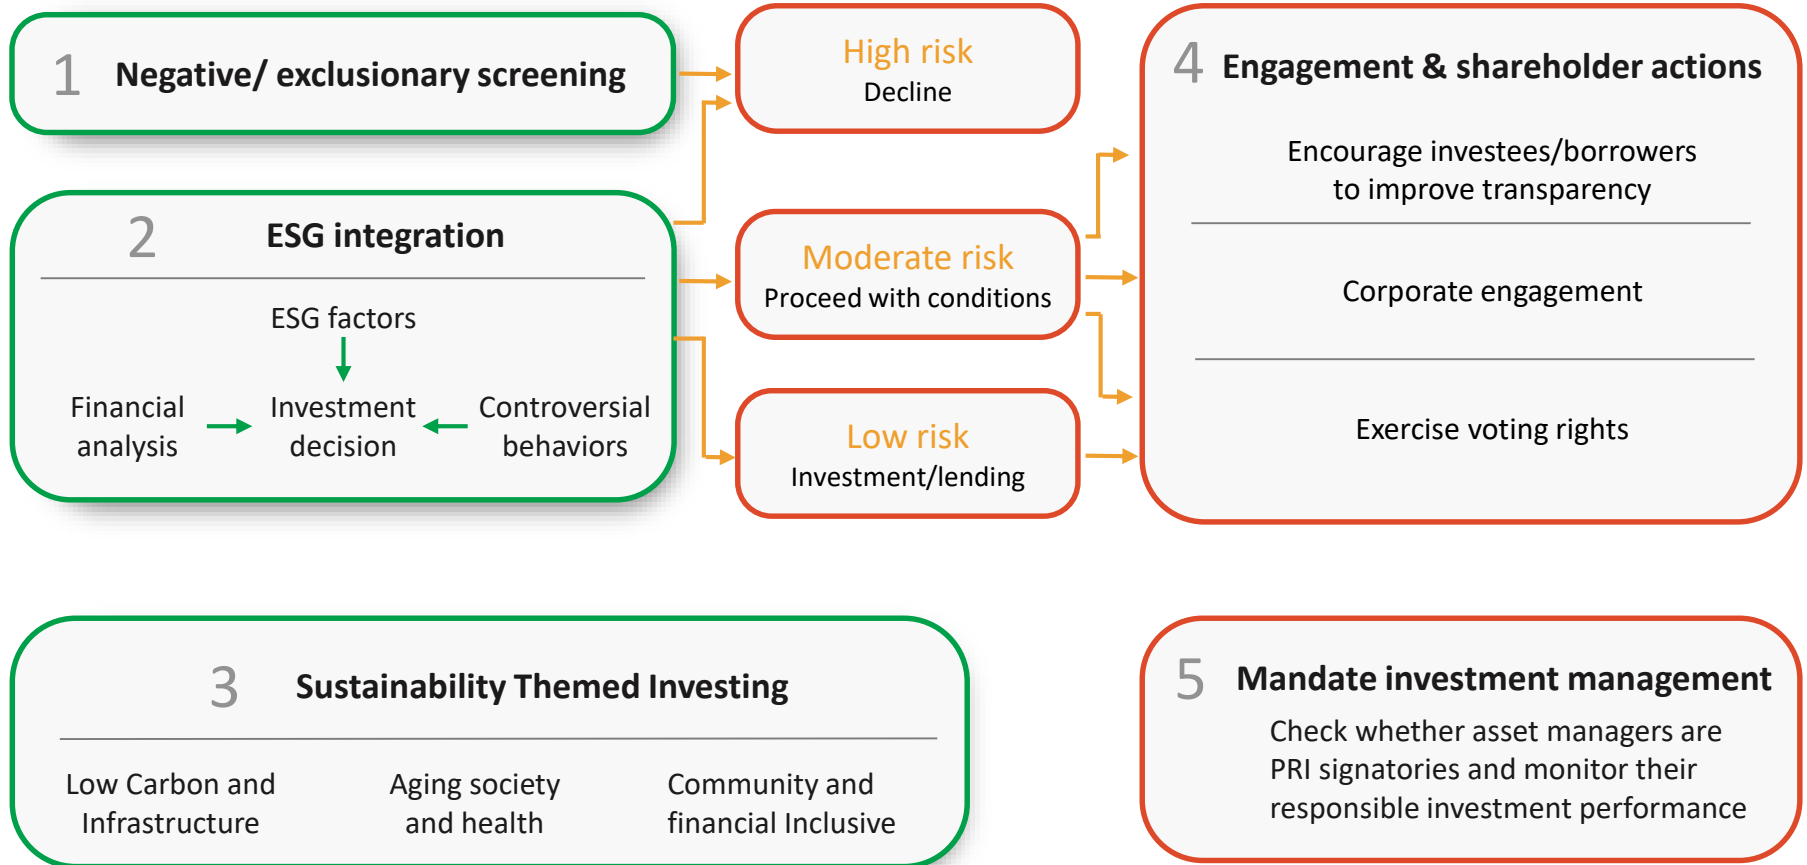 1
Negative/ exclusionary screening
High risk
Decline
2
ESG integration
ESG factors
Financial
analysis
Investment
decision
Controversial
behaviors
Moderate risk
Proceed with conditions
Low risk
Investment/lending
4
Engagement & shareholder actions
Encourage investees/borrowers
to improve transparency
Corporate engagement
Exercise voting rights
3
Sustainability Themed Investing
Low Carbon and
Infrastructure
Aging society
and health
Community and
financial Inclusive
5
Mandate investment management
Check whether asset managers are
PRI signatories and monitor their
responsible investment performance